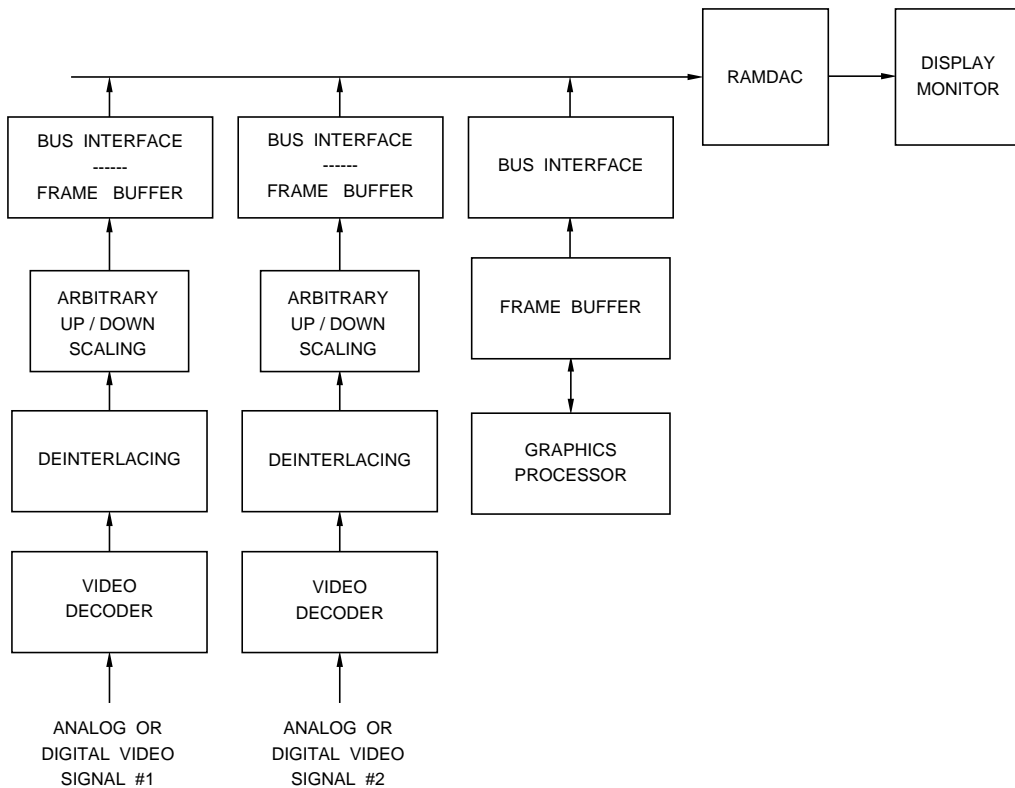 RAMDAC
DISPLAY
MONITOR
BUS INTERFACE
------
FRAME BUFFER
BUS INTERFACE
------
FRAME BUFFER
BUS INTERFACE
ARBITRARY
UP / DOWN
SCALING
ARBITRARY
UP / DOWN
SCALING
FRAME BUFFER
DEINTERLACING
DEINTERLACING
GRAPHICS
PROCESSOR
VIDEO
DECODER
VIDEO
DECODER
ANALOG OR
DIGITAL VIDEO
SIGNAL #1
ANALOG OR
DIGITAL VIDEO
SIGNAL #2